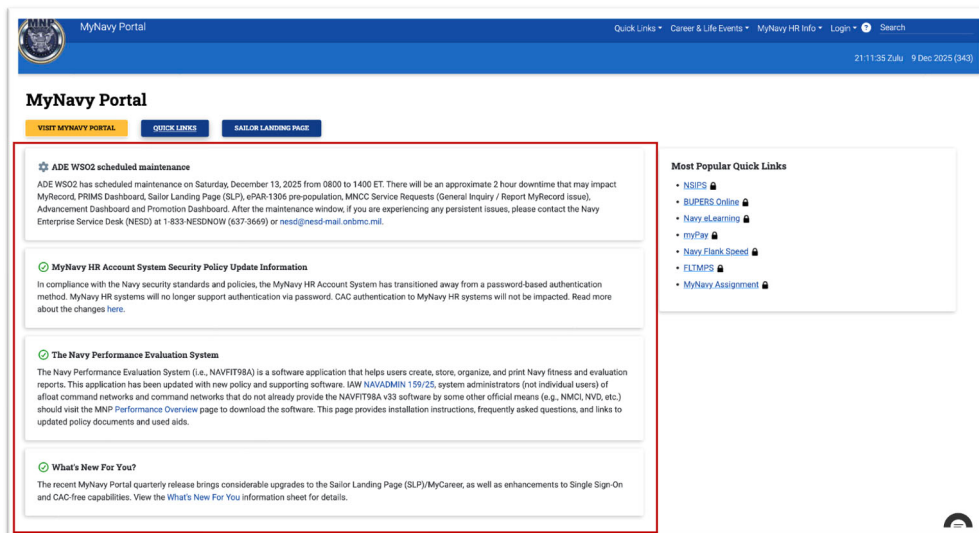 MNP
MyNavy Portal
Quick Links Career & Life Events MyNavy HR Info Login ? Search
21:11:35 Zulu 9 Dec 2025 (343)
MyNavy Portal
VISIT MYNAVY PORTAL QUICK LINKS SAILOR LANDING PAGE
ADE WSO2 scheduled maintenance
ADE WSO2 has scheduled maintenance on Saturday, December 13, 2025 from 0800 to 1400 ET. There will be an approximate 2 hour downtime that may impact
MyRecord, PRIMS Dashboard, Sailor Landing Page (SLP), ePAR-1306 pre-population, MNCC Service Requests (General Inquiry / Report MyRecord issue),
Advancement Dashboard and Promotion Dashboard. After the maintenance window, if you are experiencing any persistent issues, please contact the Navy
Enterprise Service Desk (NESD) at 1-833-NESDNOW (637-3669) or nesd@nesd-mail.onbmc.mil.
MyNavy HR Account System Security Policy Update Information
In compliance with the Navy security standards and policies, the MyNavy HR Account System has transitioned away from a password-based authentication
method. MyNavy HR systems will no longer support authentication via password. CAC authentication to MyNavy HR systems will not be impacted. Read more
about the changes here.
The Navy Performance Evaluation System
The Navy Performance Evaluation System (i.e., NAVFIT98A) is a software application that helps users create, store, organize, and print Navy fitness and evaluation
reports. This application has been updated with new policy and supporting software. IAW NAVADMIN 159/25, system administrators (not individual users) of
afloat command networks and command networks that do not already provide the NAVFIT98A v33 software by some other official means (e.g., NMCI, NVD, etc.)
should visit the MNP Performance Overview page to download the software. This page provides installation instructions, frequently asked questions, and links to
updated policy documents and used aids.
What's New For You?
The recent MyNavy Portal quarterly release brings considerable upgrades to the Sailor Landing Page (SLP)/MyCareer, as well as enhancements to Single Sign-On
and CAC-free capabilities. View the What's New For You information sheet for details.
Most Popular Quick Links
• NSIPS
• BUPERS Online
• Navy eLearning
• myPay
• Navy Flank Speed
• FLTMPS
• MyNavy Assignment